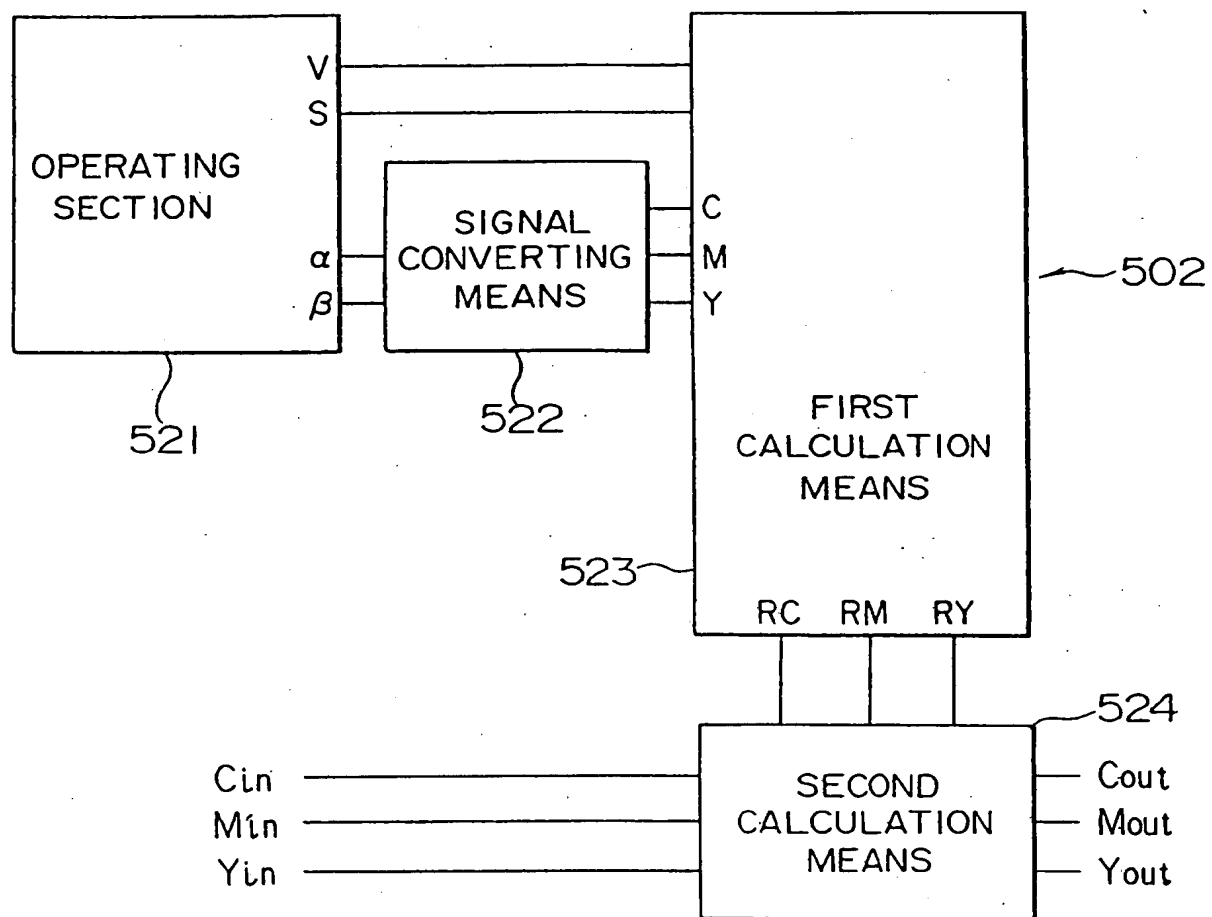 V
S
OPERATING
SECTION
α
β
521
SIGNAL
CONVERTING
MEANS
522
C
M
Y
FIRST
CALCULATION
MEANS
502
523
RC RM RY
524
Cin
Min
Yin
SECOND
CALCULATION
MEANS
Cout
Mout
Yout